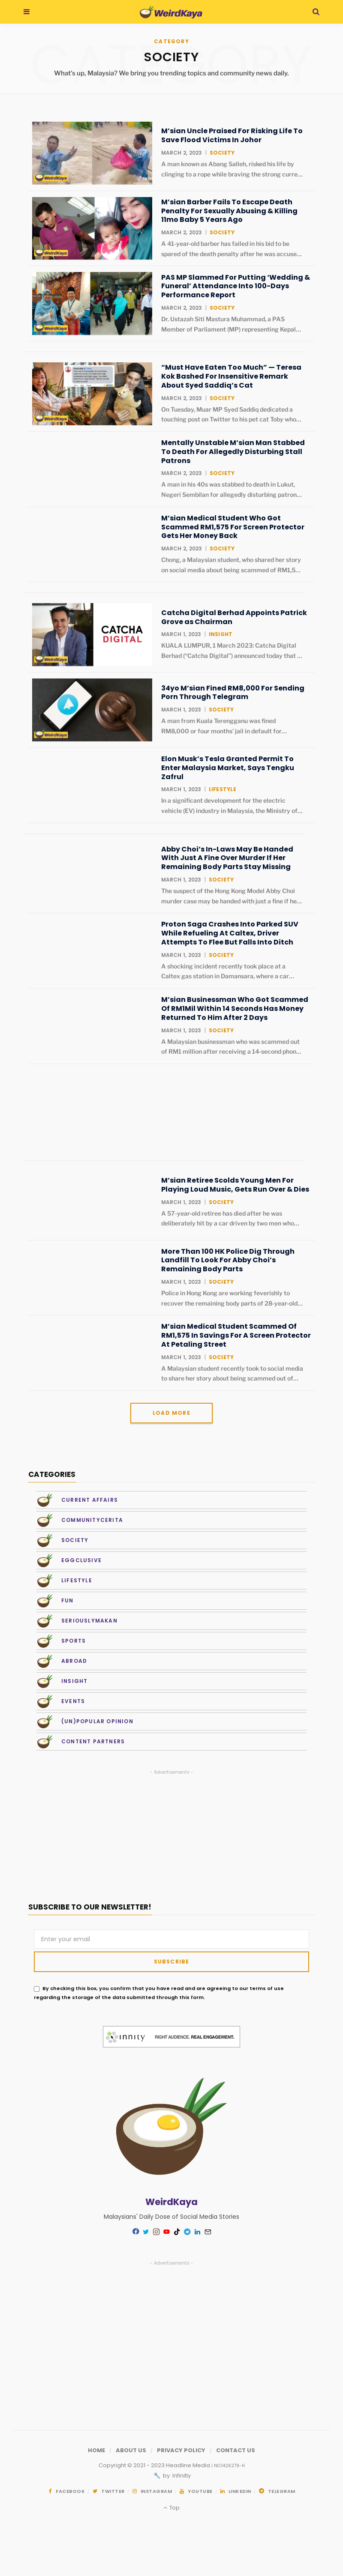 WeirdKaya
CATEGORY
SOCIETY
What's up, Malaysia? We bring you trending topics and community news daily.
M'sian Uncle Praised For Risking Life To
Save Flood Victims In Johor
MARCH 2, 2023 | SOCIETY
A man known as Abang Salleh, risked his life by
clinging to a rope while braving the strong curre…
M'sian Barber Fails To Escape Death
Penalty For Sexually Abusing & Killing
11mo Baby 5 Years Ago
MARCH 2, 2023 | SOCIETY
A 41-year-old barber has failed in his bid to be
spared of the death penalty after he was accuse…
PAS MP Slammed For Putting 'Wedding &
Funeral' Attendance Into 100-Days
Performance Report
MARCH 2, 2023 | SOCIETY
Dr. Ustazah Siti Mastura Muhammad, a PAS
Member of Parliament (MP) representing Kepal…
"Must Have Eaten Too Much" — Teresa
Kok Bashed For Insensitive Remark
About Syed Saddiq's Cat
MARCH 2, 2023 | SOCIETY
On Tuesday, Muar MP Syed Saddiq dedicated a
touching post on Twitter to his pet cat Toby who…
Mentally Unstable M'sian Man Stabbed
To Death For Allegedly Disturbing Stall
Patrons
MARCH 2, 2023 | SOCIETY
A man in his 40s was stabbed to death in Lukut,
Negeri Sembilan for allegedly disturbing patron…
M'sian Medical Student Who Got
Scammed RM1,575 For Screen Protector
Gets Her Money Back
MARCH 2, 2023 | SOCIETY
Chong, a Malaysian student, who shared her story
on social media about being scammed of RM1,5…
CATCHA
DIGITAL
Catcha Digital Berhad Appoints Patrick
Grove as Chairman
MARCH 1, 2023 | INSIGHT
KUALA LUMPUR, 1 March 2023: Catcha Digital
Berhad ("Catcha Digital") announced today that …
34yo M'sian Fined RM8,000 For Sending
Porn Through Telegram
MARCH 1, 2023 | SOCIETY
A man from Kuala Terengganu was fined
RM8,000 or four months' jail in default for…
Elon Musk's Tesla Granted Permit To
Enter Malaysia Market, Says Tengku
Zafrul
MARCH 1, 2023 | LIFESTYLE
In a significant development for the electric
vehicle (EV) industry in Malaysia, the Ministry of…
Abby Choi's In-Laws May Be Handed
With Just A Fine Over Murder If Her
Remaining Body Parts Stay Missing
MARCH 1, 2023 | SOCIETY
The suspect of the Hong Kong Model Abby Choi
murder case may be handed with just a fine if he…
Proton Saga Crashes Into Parked SUV
While Refueling At Caltex, Driver
Attempts To Flee But Falls Into Ditch
MARCH 1, 2023 | SOCIETY
A shocking incident recently took place at a
Caltex gas station in Damansara, where a car…
M'sian Businessman Who Got Scammed
Of RM1Mil Within 14 Seconds Has Money
Returned To Him After 2 Days
MARCH 1, 2023 | SOCIETY
A Malaysian businessman who was scammed out
of RM1 million after receiving a 14-second phon…
M'sian Retiree Scolds Young Men For
Playing Loud Music, Gets Run Over & Dies
MARCH 1, 2023 | SOCIETY
A 57-year-old retiree has died after he was
deliberately hit by a car driven by two men who…
More Than 100 HK Police Dig Through
Landfill To Look For Abby Choi's
Remaining Body Parts
MARCH 1, 2023 | SOCIETY
Police in Hong Kong are working feverishly to
recover the remaining body parts of 28-year-old…
M'sian Medical Student Scammed Of
RM1,575 In Savings For A Screen Protector
At Petaling Street
MARCH 1, 2023 | SOCIETY
A Malaysian student recently took to social media
to share her story about being scammed out of…
LOAD MORE
CATEGORIES
CURRENT AFFAIRS
COMMUNITYCERITA
SOCIETY
EGGCLUSIVE
LIFESTYLE
FUN
SERIOUSLYMAKAN
SPORTS
ABROAD
INSIGHT
EVENTS
(UN)POPULAR OPINION
CONTENT PARTNERS
- Advertisements -
SUBSCRIBE TO OUR NEWSLETTER!
Enter your email
SUBSCRIBE
By checking this box, you confirm that you have read and are agreeing to our terms of use
regarding the storage of the data submitted through this form.
innity RIGHT AUDIENCE. REAL ENGAGEMENT.
WeirdKaya
Malaysians' Daily Dose of Social Media Stories
- Advertisements -
HOME / ABOUT US / PRIVACY POLICY / CONTACT US
Copyright © 2021 - 2023 Headline Media
by Infinity
FACEBOOK TWITTER INSTAGRAM YOUTUBE LINKEDIN TELEGRAM
Top